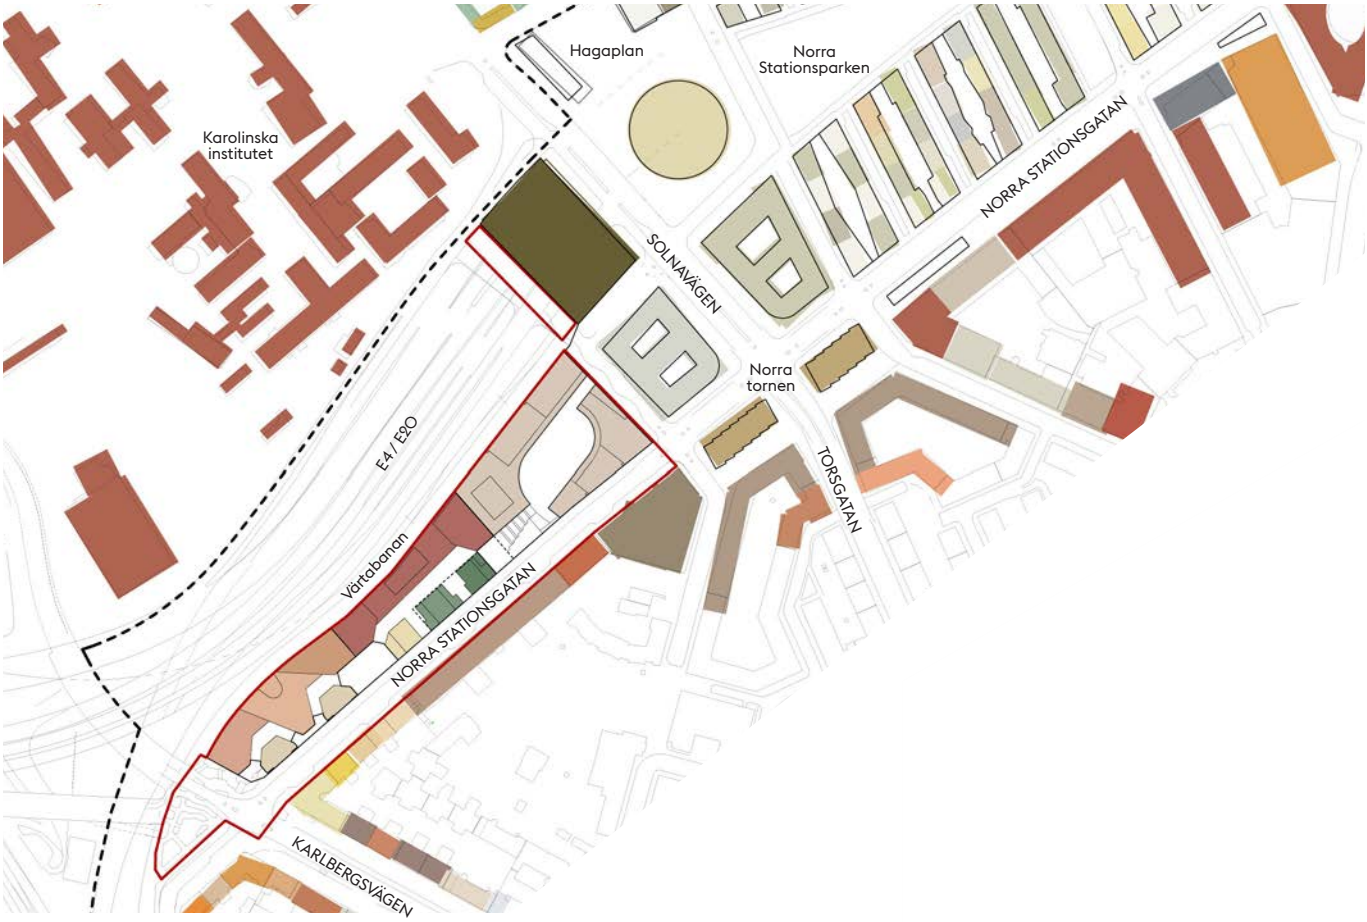 Hagaplan
Norra
Stationsparken
Karolinska
institutet
NORRA STATIONSGATAN
SOLNAVÄGEN
Norra
tornen
E4 / E20
TORSGATAN
Värtabanan
NORRA STATIONSGATAN
KARLBERGSVÄGEN